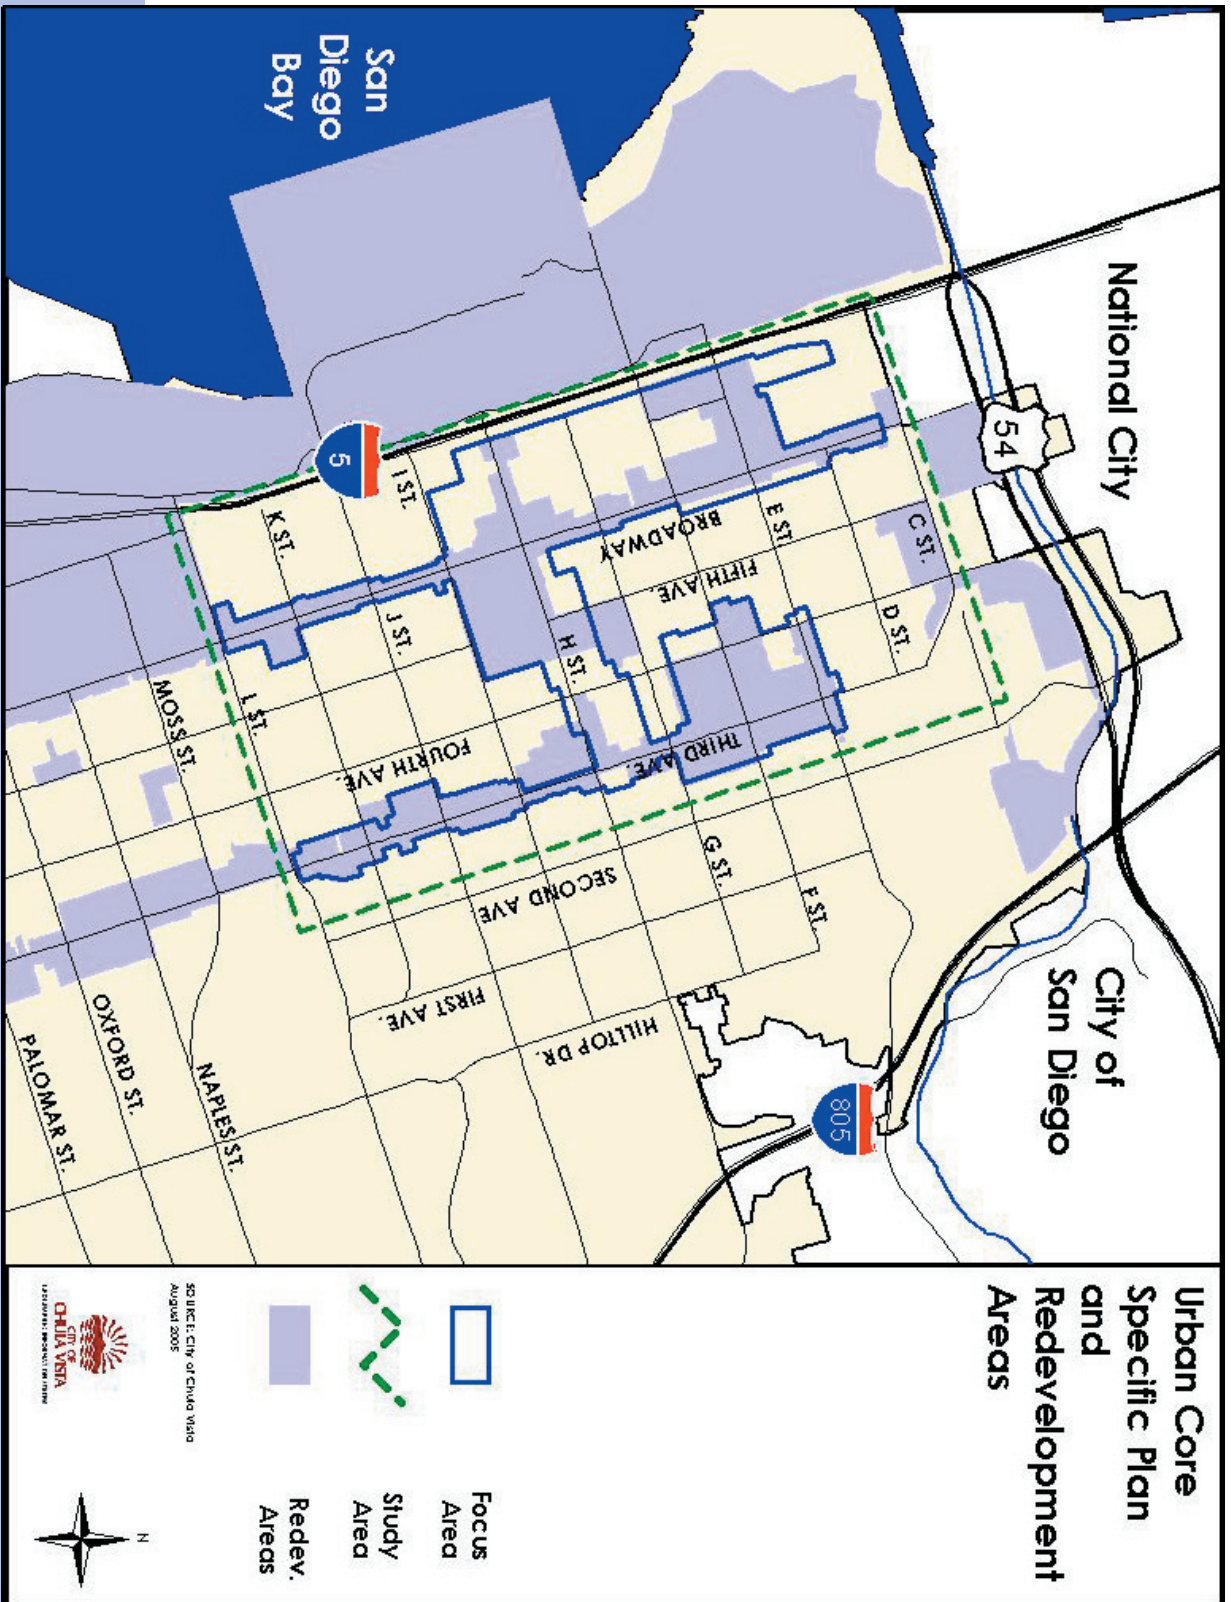 Urban Core
Specific Plan
and
Redevelopment
Areas
Focus
Area
Study
Area
Redev.
Areas
SOURCE: City of Chula Vista
August 2005
CITY OF
CHULA VISTA
N
National City
City of
San Diego
San
Diego
Bay
54
5
805
C ST.
D ST.
E ST.
F ST.
G ST.
H ST.
I ST.
J ST.
K ST.
L ST.
MOSS ST.
NAPLES ST.
OXFORD ST.
PALOMAR ST.
BROADWAY
FIFTH AVE.
FOURTH AVE.
THIRD AVE.
SECOND AVE.
FIRST AVE.
HILLTOP DR.